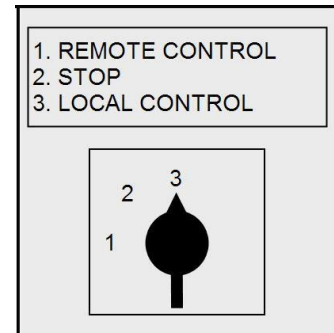 1. REMOTE CONTROL
2. STOP
3. LOCAL CONTROL
3
2
1